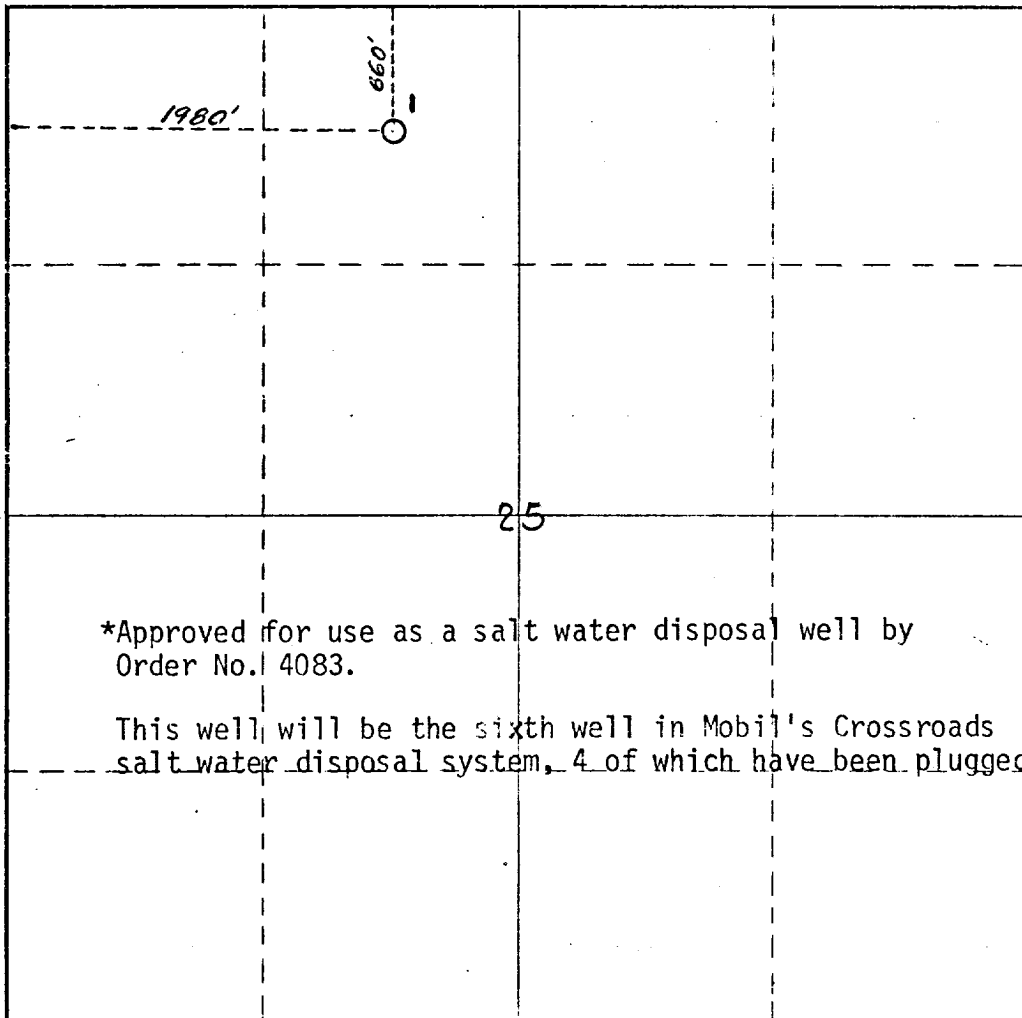 660'
1980'
1
25
*Approved for use as a salt water disposal well by
Order No. 4083.
This well will be the sixth well in Mobil's Crossroads
salt water disposal system, 4 of which have been plugged